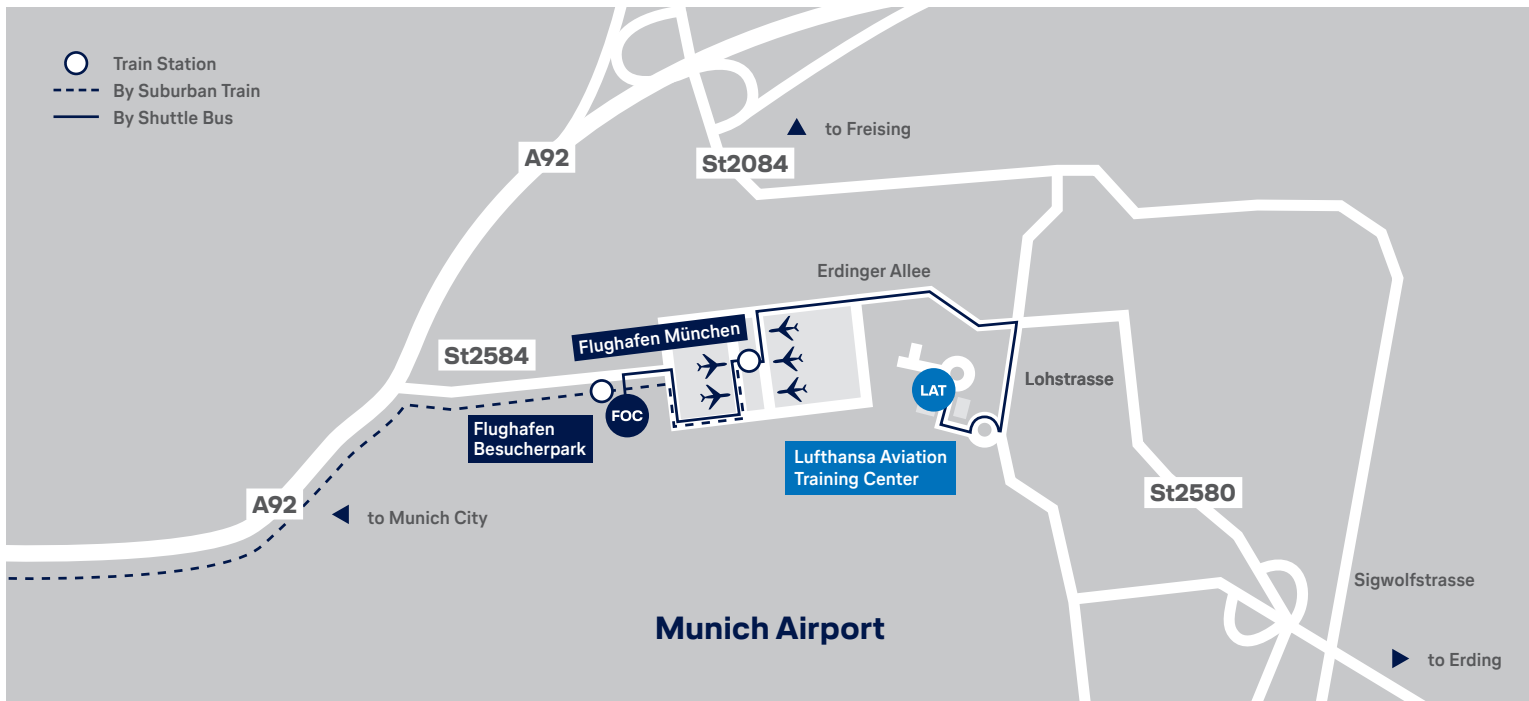 Train Station
By Suburban Train
By Shuttle Bus
to Freising
A92
St2084
Erdinger Allee
Flughafen München
St2584
Lohstrasse
LAT
FOC
Flughafen
Besucherpark
Lufthansa Aviation
Training Center
St2580
A92
to Munich City
Sigwolfstrasse
Munich Airport
to Erding